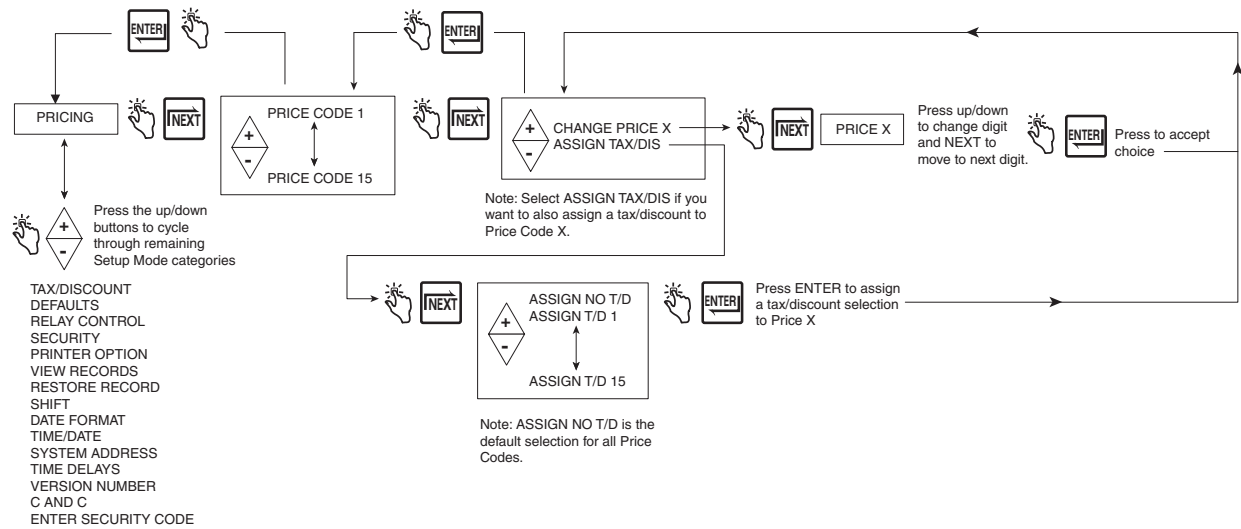 ENTER
ENTER
PRICING
NEXT
PRICE CODE 1
+
-
PRICE CODE 15
NEXT
+
-
CHANGE PRICE X
ASSIGN TAX/DIS
NEXT
PRICE X
Press up/down
to change digit
and NEXT to
move to next digit.
ENTER
Press to accept
choice
Note: Select ASSIGN TAX/DIS if you
want to also assign a tax/discount to
Price Code X.
+
-
Press the up/down
buttons to cycle
through remaining
Setup Mode categories
TAX/DISCOUNT
DEFAULTS
RELAY CONTROL
SECURITY
PRINTER OPTION
VIEW RECORDS
RESTORE RECORD
SHIFT
DATE FORMAT
TIME/DATE
SYSTEM ADDRESS
TIME DELAYS
VERSION NUMBER
C AND C
ENTER SECURITY CODE
NEXT
+
-
ASSIGN NO T/D
ASSIGN T/D 1
ASSIGN T/D 15
ENTER
Press ENTER to assign
a tax/discount selection
to Price X
Note: ASSIGN NO T/D is the
default selection for all Price
Codes.